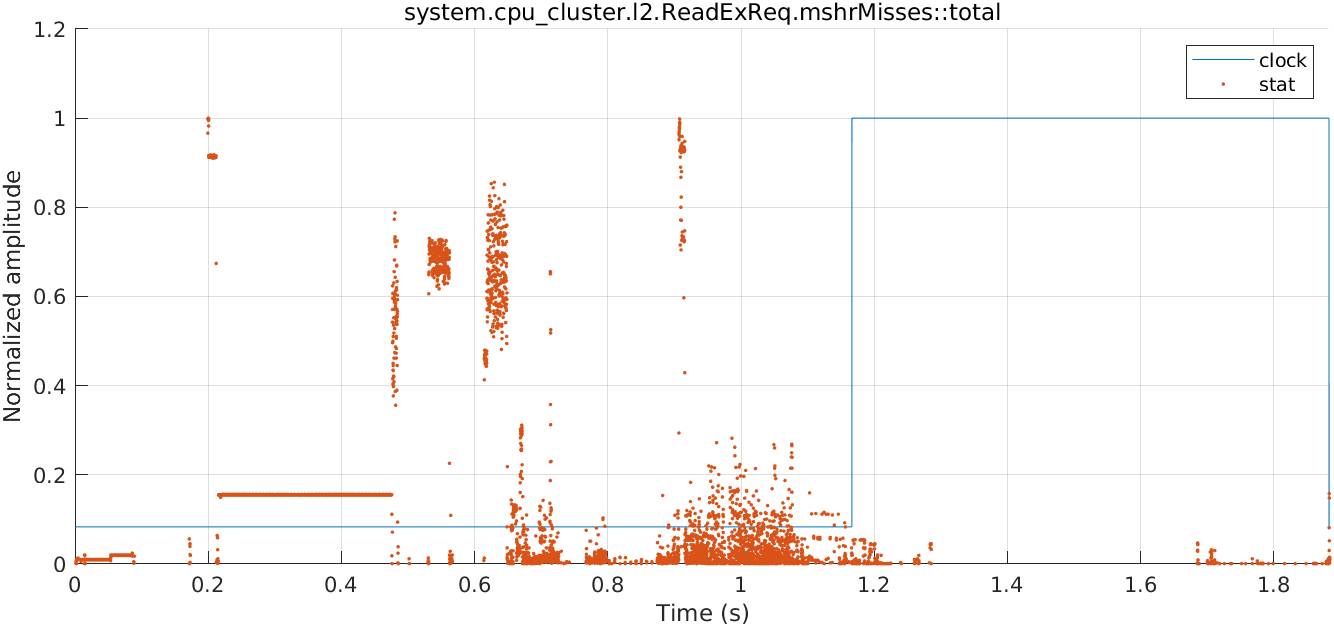 system.cpu_cluster.l2.ReadExReq.mshrMisses::total
1.2
1
0.8
0.6
0.4
0.2
0
Normalized amplitude
clock
stat
0 0.2 0.4 0.6 0.8 1 1.2 1.4 1.6 1.8
Time (s)